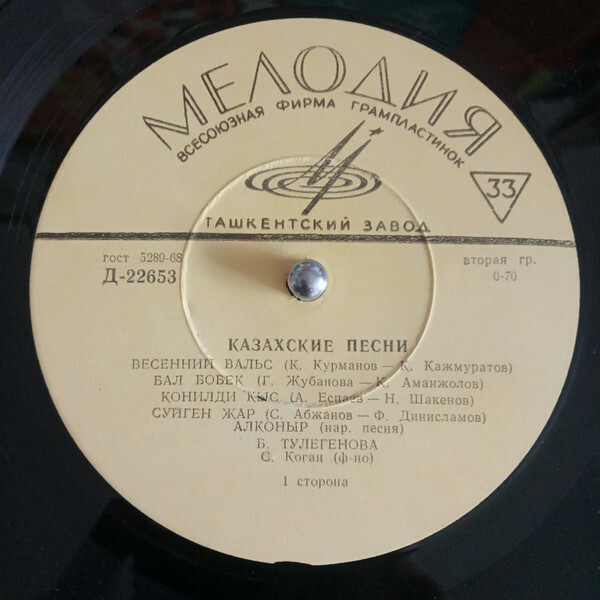 МЕЛОДИЯ
ВСЕСОЮЗНАЯ ФИРМА ГРАМПЛАСТИНОК
33
ТАШКЕНТСКИЙ ЗАВОД
гост 5289-68
вторая гр.
Д-22653
0-70
КАЗАХСКИЕ ПЕСНИ
ВЕСЕННИЙ ВАЛЬС (К. Курманов — К. Кажмуратов)
БАЛ БОБЕК (Г. Жубанова — К. Аманжолов)
КОНИЛДИ КЫС (А. Еспаев — Н. Шакенов)
СУЙГЕН ЖАР (С. Абжанов — Ф. Динисламов)
АЛКОНЫР (нар. песня)
Б. ТУЛЕГЕНОВА
С. Коган (ф-но)
I сторона